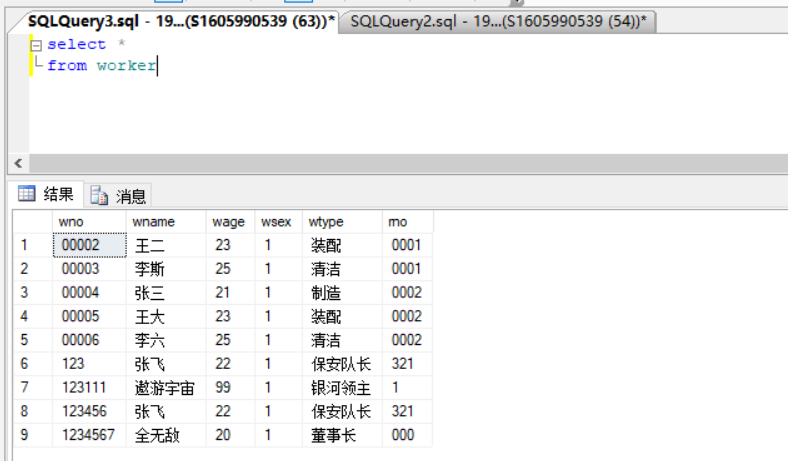 SQLQuery3.sql - 19...(S1605990539 (63))* SQLQuery2.sql - 19...(S1605990539 (54))*
select *
from worker
结果 消息
wno wname wage wsex wtype mo
1 00002 王二 23 1 装配 0001
2 00003 李斯 25 1 清洁 0001
3 00004 张三 21 1 制造 0002
4 00005 王大 23 1 装配 0002
5 00006 李六 25 1 清洁 0002
6 123 张飞 22 1 保安队长 321
7 123111 遨游宇宙 99 1 银河领主 1
8 123456 张飞 22 1 保安队长 321
9 1234567 全无敌 20 1 董事长 000